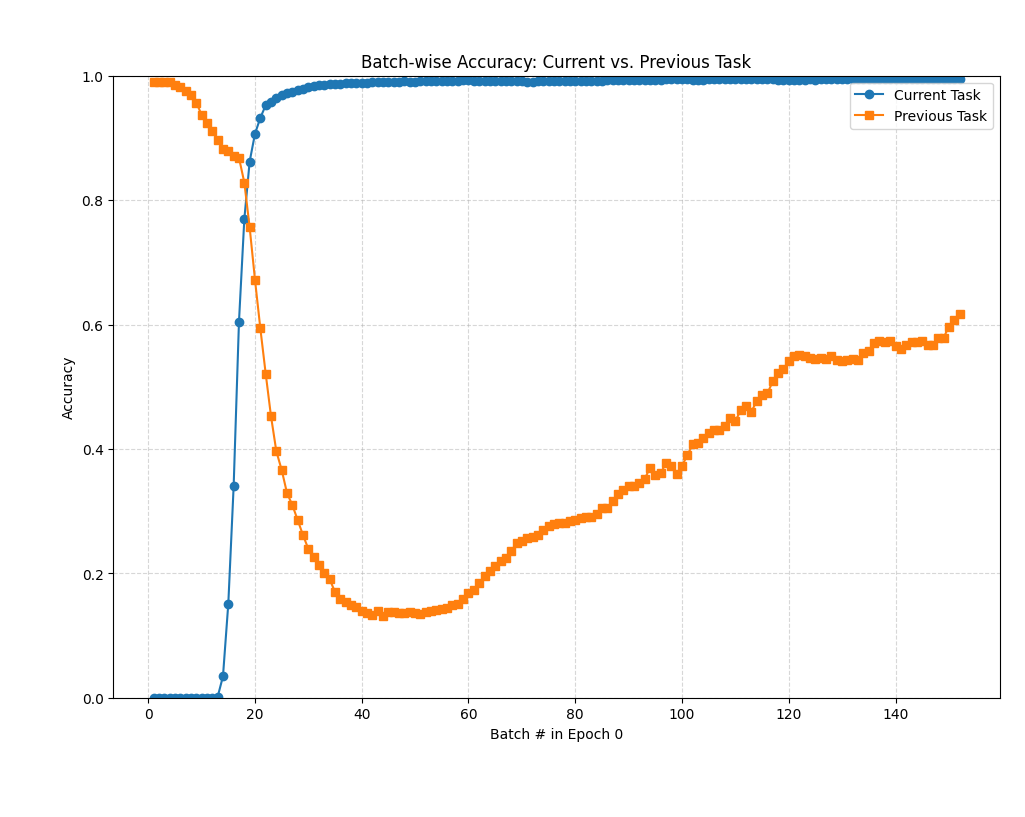 Batch-wise Accuracy: Current vs. Previous Task
Current Task
Previous Task
1.0
0.8
0.6
0.4
0.2
0.0
Accuracy
0 20 40 60 80 100 120 140
Batch # in Epoch 0